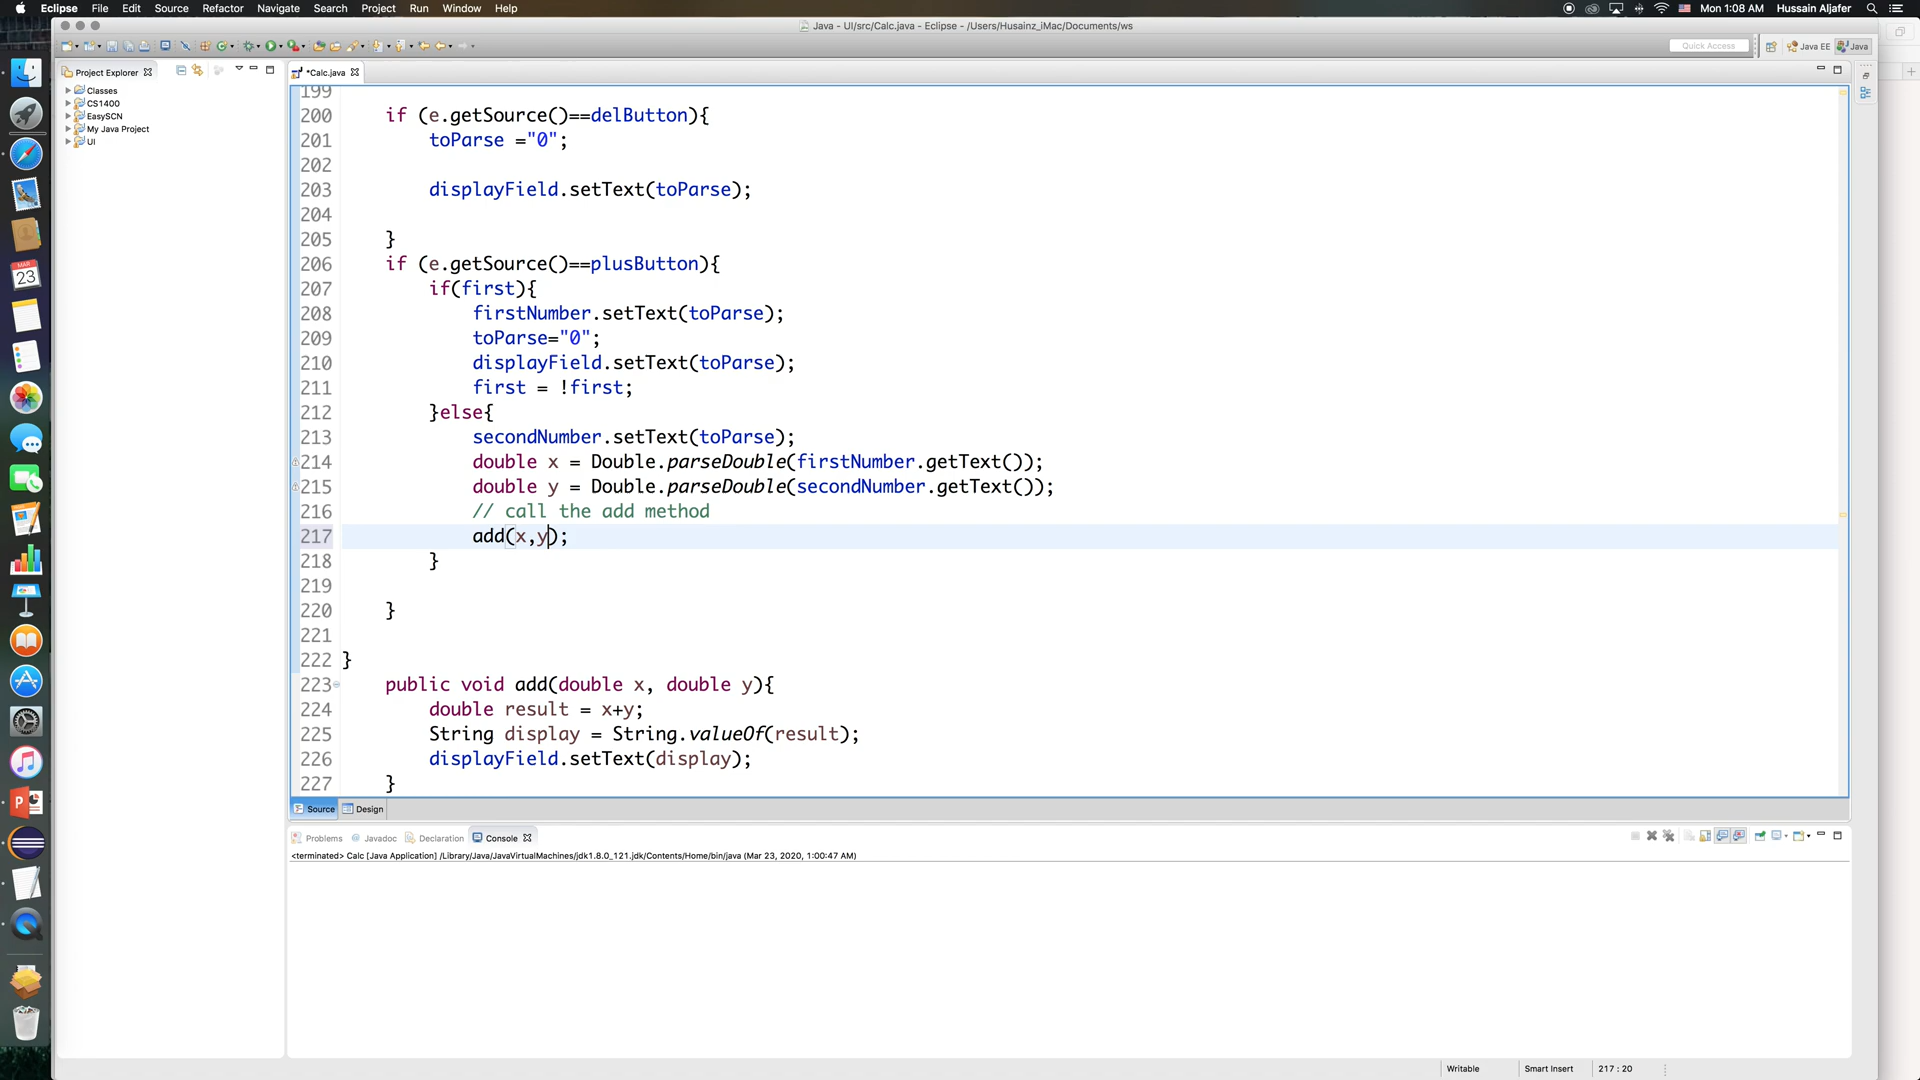 Eclipse File Edit Source Refactor Navigate Search Project Run Window Help Mon 1:08 AM Hussain Aljafer
Java - UI/src/Calc.java - Eclipse - /Users/Husainz_iMac/Documents/ws
Quick Access Java EE Java
Project Explorer
Classes
CS1400
EasySCN
My Java Project
UI
*Calc.java
199
200 if (e.getSource()==delButton){
201 toParse ="0";
202
203 displayField.setText(toParse);
204
205 }
206 if (e.getSource()==plusButton){
207 if(first){
208 firstNumber.setText(toParse);
209 toParse="0";
210 displayField.setText(toParse);
211 first = !first;
212 }else{
213 secondNumber.setText(toParse);
214 double x = Double.parseDouble(firstNumber.getText());
215 double y = Double.parseDouble(secondNumber.getText());
216 // call the add method
217 add(x,y);
218 }
219
220 }
221
222 }
223 public void add(double x, double y){
224 double result = x+y;
225 String display = String.valueOf(result);
226 displayField.setText(display);
227 }
Source Design
Problems Javadoc Declaration Console
<terminated> Calc [Java Application] /Library/Java/JavaVirtualMachines/jdk1.8.0_121.jdk/Contents/Home/bin/java (Mar 23, 2020, 1:00:47 AM)
Writable Smart Insert 217 : 20
MAR
23
P